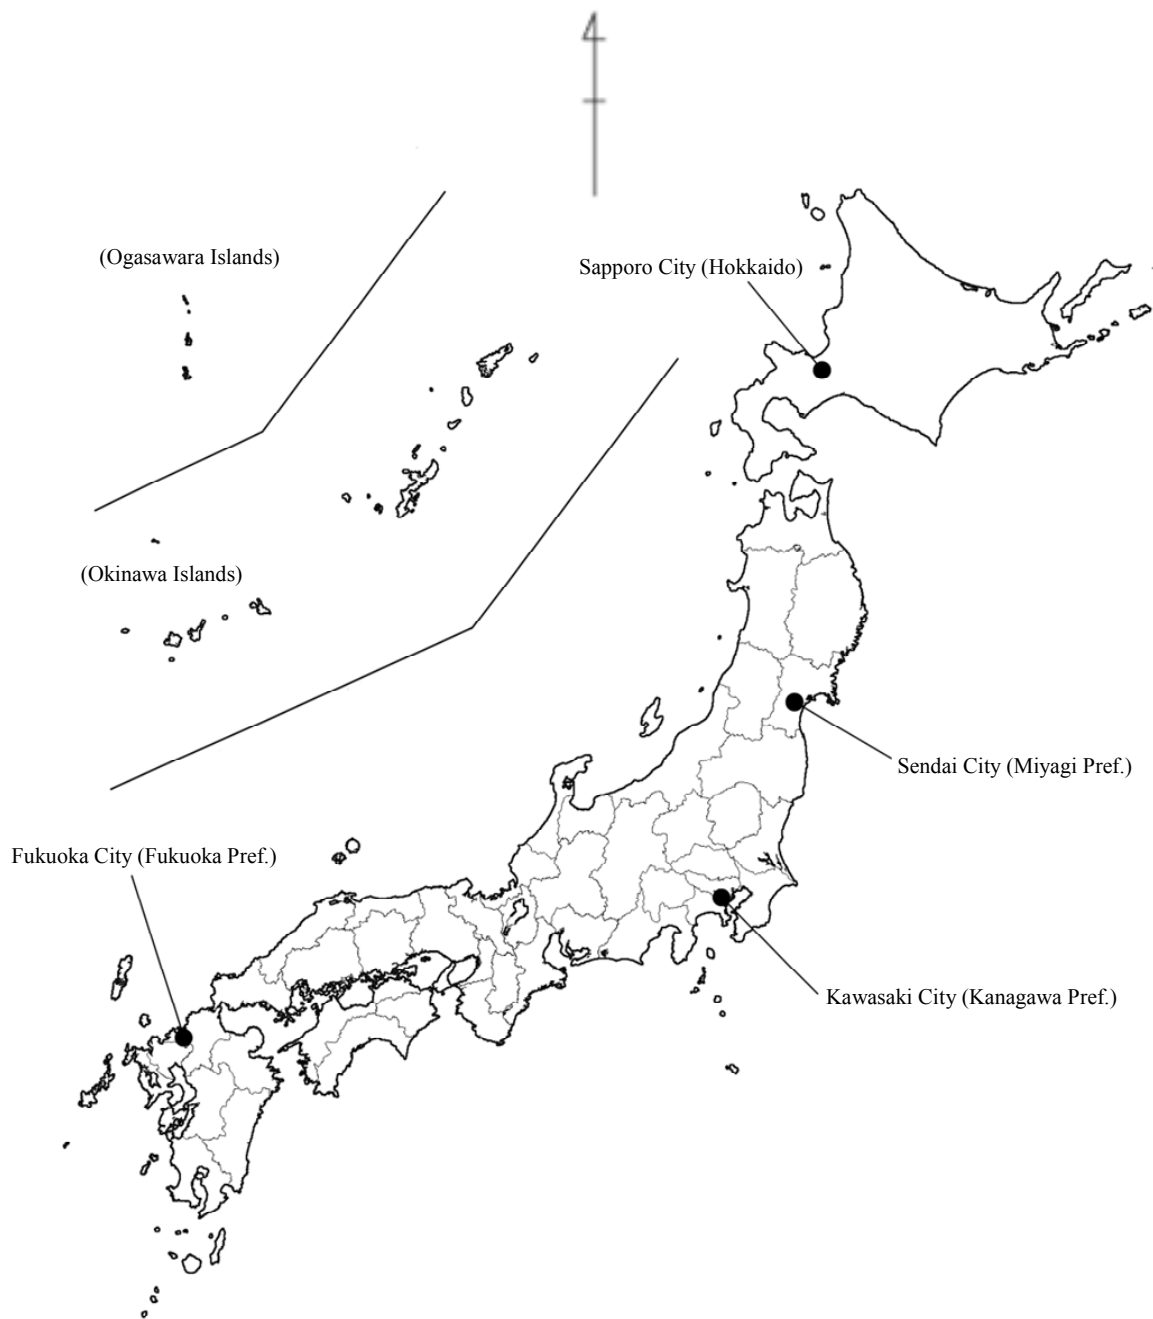 (Ogasawara Islands)
Sapporo City (Hokkaido)
(Okinawa Islands)
Sendai City (Miyagi Pref.)
Fukuoka City (Fukuoka Pref.)
Kawasaki City (Kanagawa Pref.)